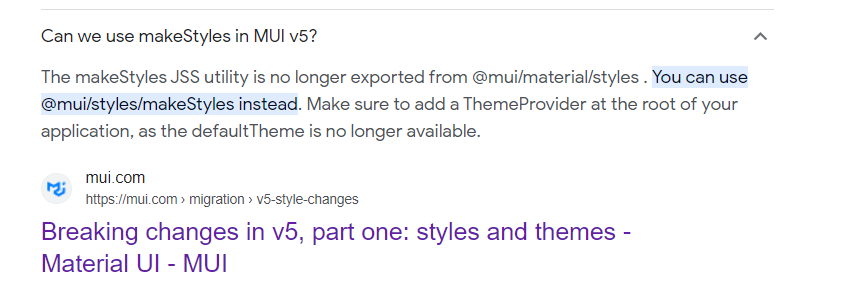 Can we use makeStyles in MUI v5?
The makeStyles JSS utility is no longer exported from @mui/material/styles . You can use
@mui/styles/makeStyles instead. Make sure to add a ThemeProvider at the root of your
application, as the defaultTheme is no longer available.
mui.com
https://mui.com › migration › v5-style-changes
Breaking changes in v5, part one: styles and themes -
Material UI - MUI